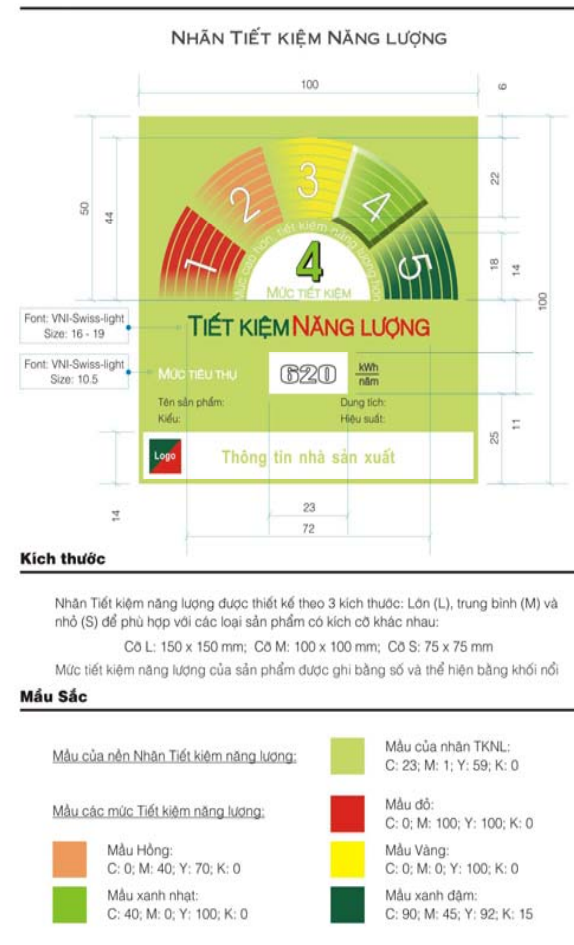 NHÃN TIẾT KIỆM NĂNG LƯỢNG
100
6
50
44
22
18
14
100
1
2
3
4
5
Mức cao hơn, tiết kiệm năng lượng hơn
4
MỨC TIẾT KIỆM
Font: VNI-Swiss-light
Size: 16 - 19
TIẾT KIỆM NĂNG LƯỢNG
Font: VNI-Swiss-light
Size: 10.5
MỨC TIÊU THỤ
620
kWh
năm
Tên sản phẩm:
Dung tích:
Kiểu:
Hiệu suất:
25
11
Logo
Thông tin nhà sản xuất
14
23
72
Kích thước
Nhãn Tiết kiệm năng lượng được thiết kế theo 3 kích thước: Lớn (L), trung bình (M) và
nhỏ (S) để phù hợp với các loại sản phẩm có kích cỡ khác nhau:
Cỡ L: 150 x 150 mm; Cỡ M: 100 x 100 mm; Cỡ S: 75 x 75 mm
Mức tiết kiệm năng lượng của sản phẩm được ghi bằng số và thể hiện bằng khối nổi
Mầu Sắc
Mầu của nền Nhãn Tiết kiệm năng lượng:
Mầu của nhãn TKNL:
C: 23; M: 1; Y: 59; K: 0
Mầu các mức Tiết kiệm năng lượng:
Mầu đỏ:
C: 0; M: 100; Y: 100; K: 0
Mầu Hồng:
C: 0; M: 40; Y: 70; K: 0
Mầu Vàng:
C: 0; M: 0; Y: 100; K: 0
Mầu xanh nhạt:
C: 40; M: 0; Y: 100; K: 0
Mầu xanh đậm:
C: 90; M: 45; Y: 92; K: 15